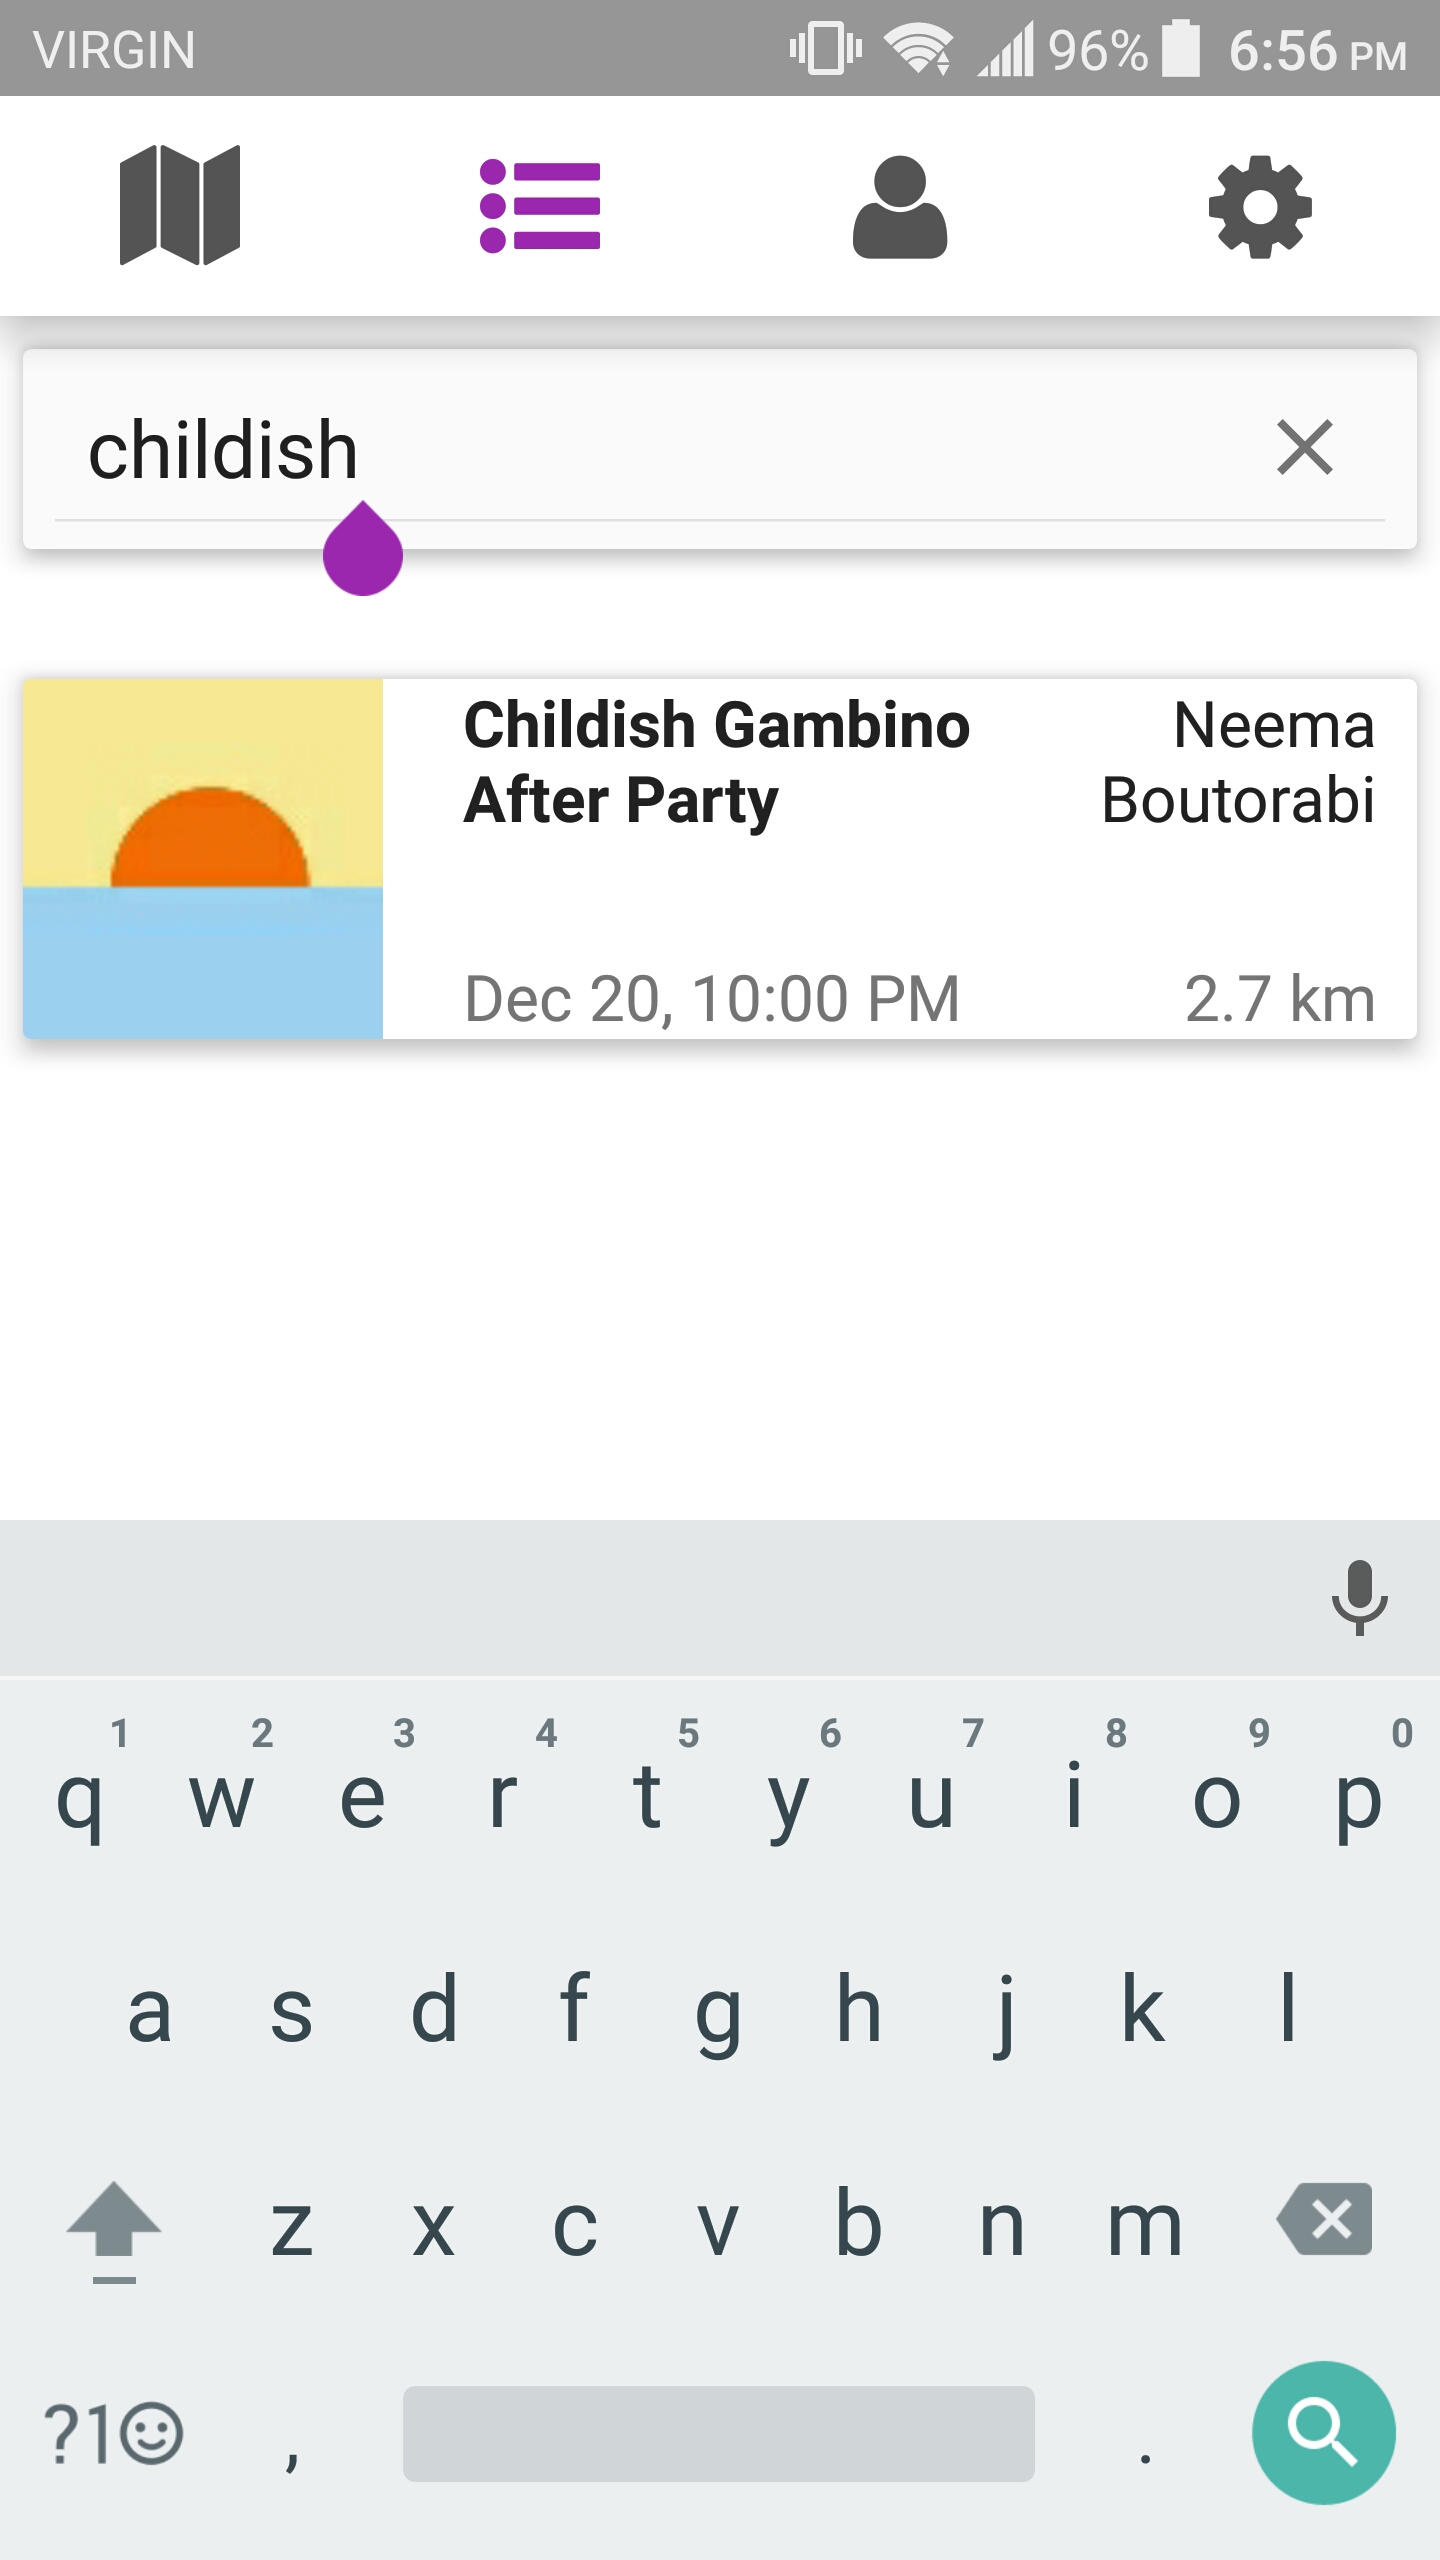 VIRGIN 96% 6:56 PM
childish
Childish Gambino Neema
After Party Boutorabi
Dec 20, 10:00 PM 2.7 km
1 2 3 4 5 6 7 8 9 0
q w e r t y u i o p
a s d f g h j k l
z x c v b n m
?1☺ , .